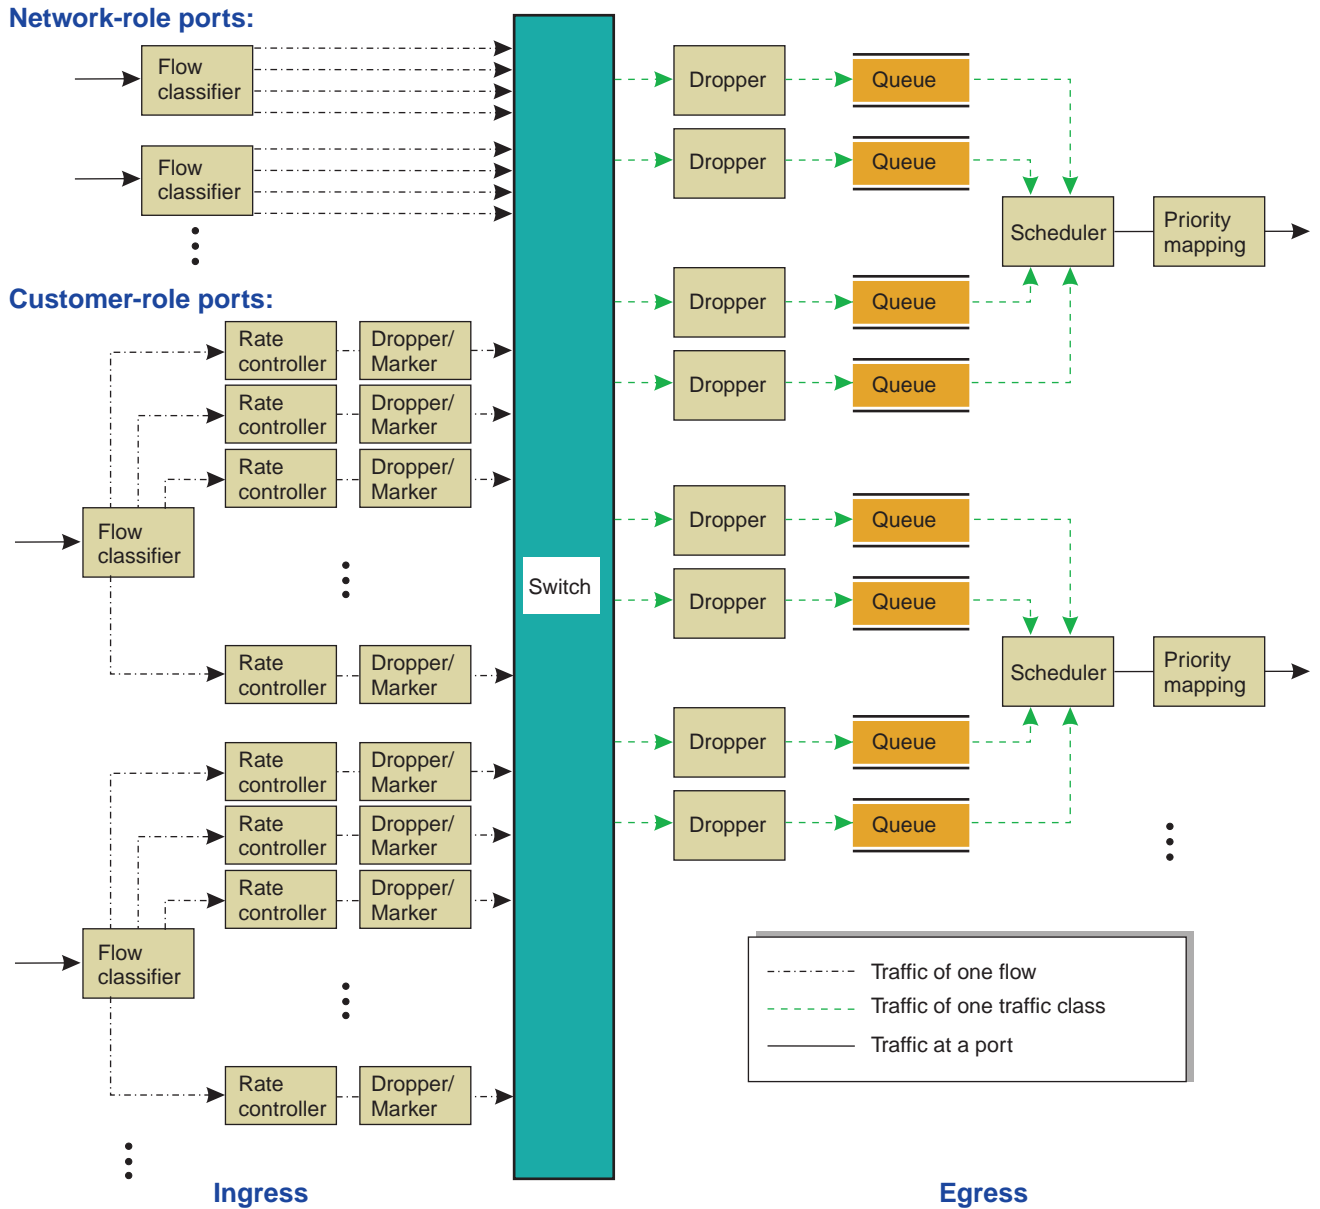 Network-role ports:
Flow
classifier
Flow
classifier
Customer-role ports:
Rate
controller
Dropper/
Marker
Rate
controller
Dropper/
Marker
Rate
controller
Dropper/
Marker
Flow
classifier
Rate
controller
Dropper/
Marker
Rate
controller
Dropper/
Marker
Rate
controller
Dropper/
Marker
Rate
controller
Dropper/
Marker
Flow
classifier
Rate
controller
Dropper/
Marker
Ingress
Switch
Dropper
Queue
Dropper
Queue
Scheduler
Priority
mapping
Dropper
Queue
Dropper
Queue
Dropper
Queue
Dropper
Queue
Scheduler
Priority
mapping
Dropper
Queue
Dropper
Queue
Traffic of one flow
Traffic of one traffic class
Traffic at a port
Egress